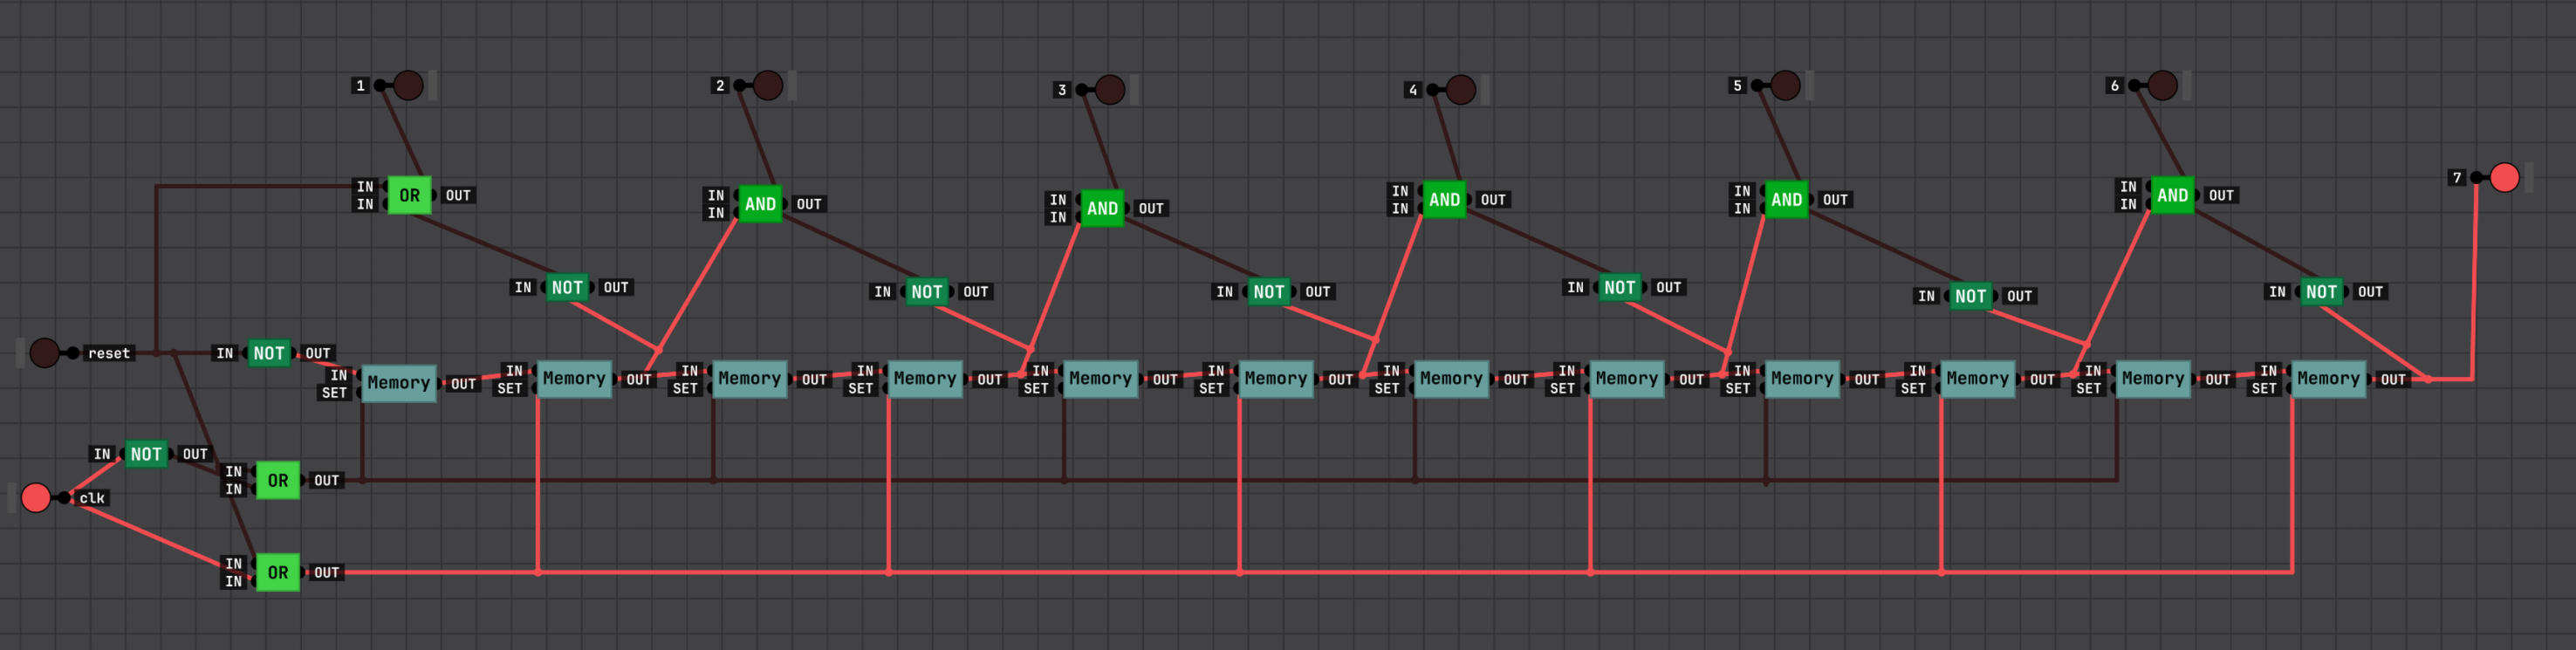 1
2
3
4
5
6
7
IN
IN
OR
OUT
IN
IN
AND
OUT
IN
IN
AND
OUT
IN
IN
AND
OUT
IN
IN
AND
OUT
IN
IN
AND
OUT
IN NOT OUT
IN NOT OUT
IN NOT OUT
IN NOT OUT
IN NOT OUT
IN NOT OUT
reset
IN NOT OUT
IN
SET
Memory
OUT
IN
SET
Memory
OUT
IN
SET
Memory
OUT
IN
SET
Memory
OUT
IN
SET
Memory
OUT
IN
SET
Memory
OUT
IN
SET
Memory
OUT
IN
SET
Memory
OUT
IN
SET
Memory
OUT
IN
SET
Memory
OUT
IN
SET
Memory
OUT
IN
SET
Memory
OUT
IN NOT OUT
IN
IN
OR
OUT
clk
IN
IN
OR
OUT